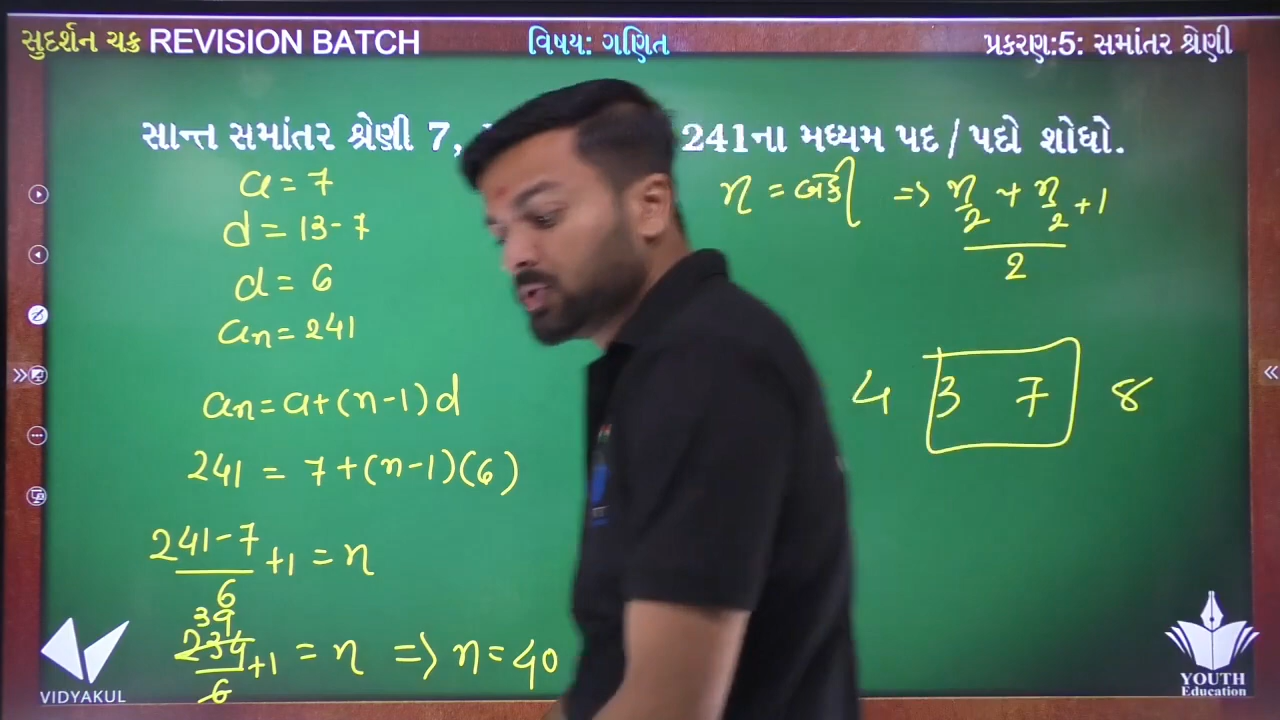 સુદર્શન ચક્ર REVISION BATCH
વિષય: ગણિત
પ્રકરણ:5: સમાંતર શ્રેણી
સાન્ત સમાંતર શ્રેણી 7, 241ના મધ્યમ પદ / પદો શોધો.
a = 7
d = 13-7
d = 6
an = 241
an = a+(n-1)d
241 = 7+(n-1)(6)
241-7/6 +1 = n
39
234/6 +1 = n => n = 40
n = બેકી => n/2 + n/2 +1
2
4 3 7 8
VIDYAKUL
YOUTH
Education